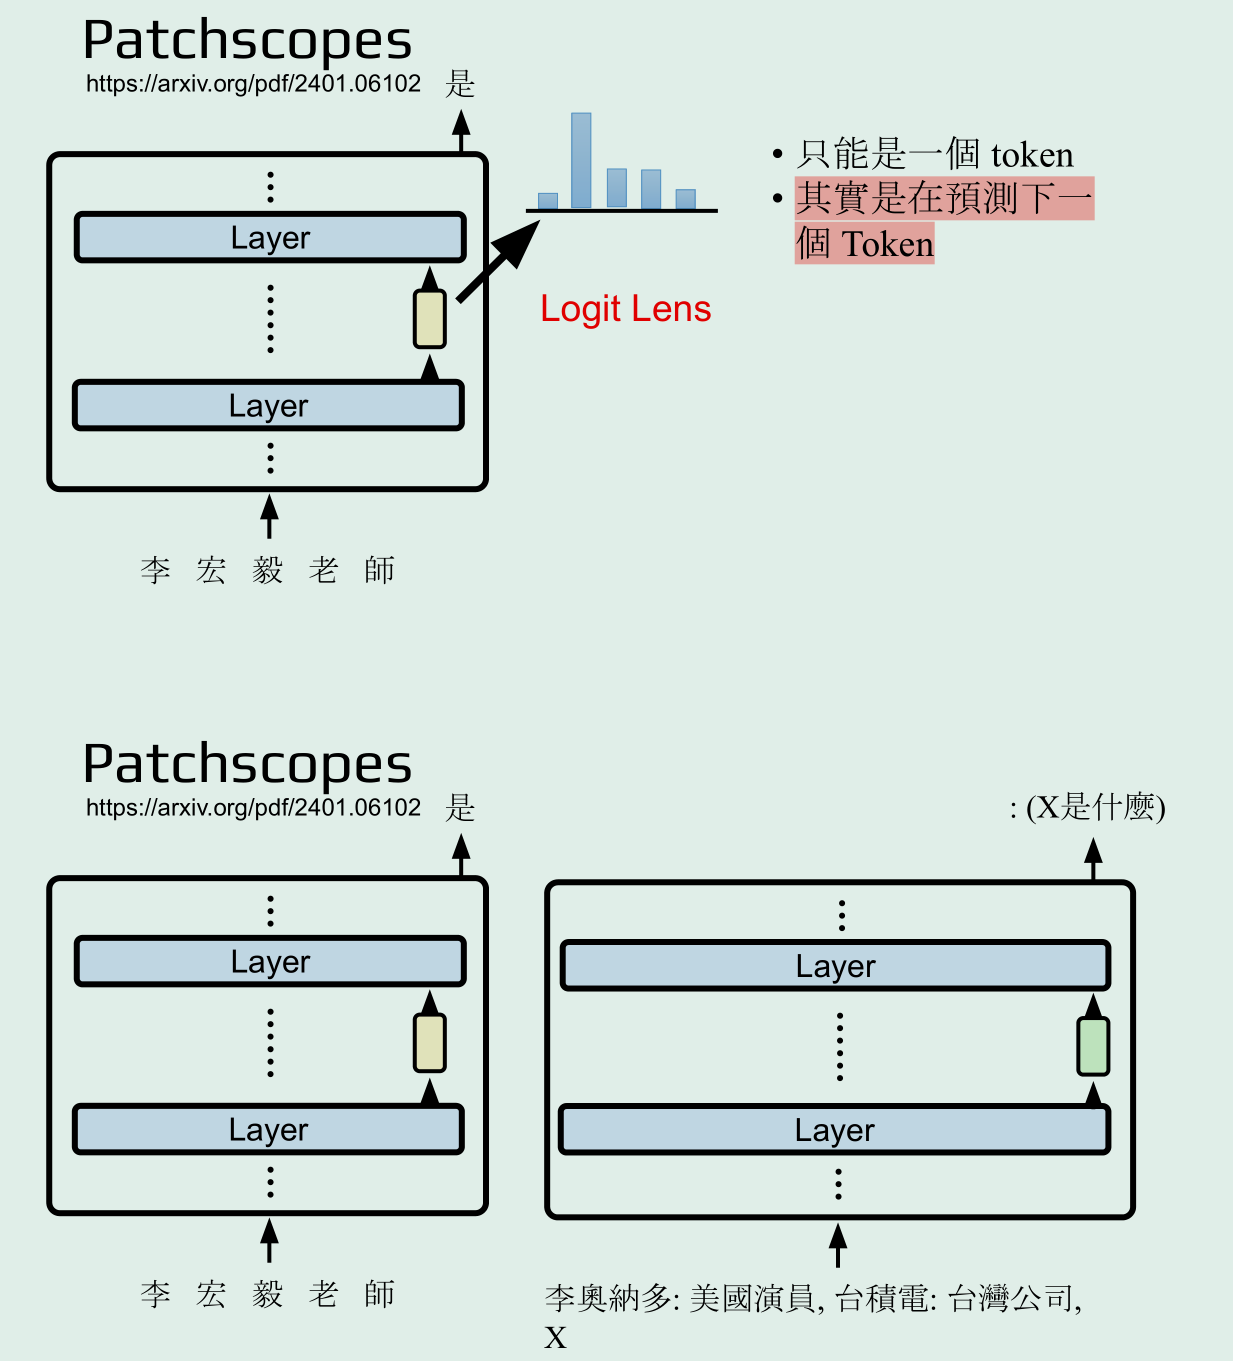 Patchscopes
https://arxiv.org/pdf/2401.06102
是
• 只能是一個 token
• 其實是在預測下一
個 Token
Layer
Logit Lens
Layer
李 宏 毅 老 師
Patchscopes
https://arxiv.org/pdf/2401.06102
是
: (X是什麼)
Layer
Layer
Layer
Layer
李 宏 毅 老 師
李奧納多: 美國演員, 台積電: 台灣公司,
X